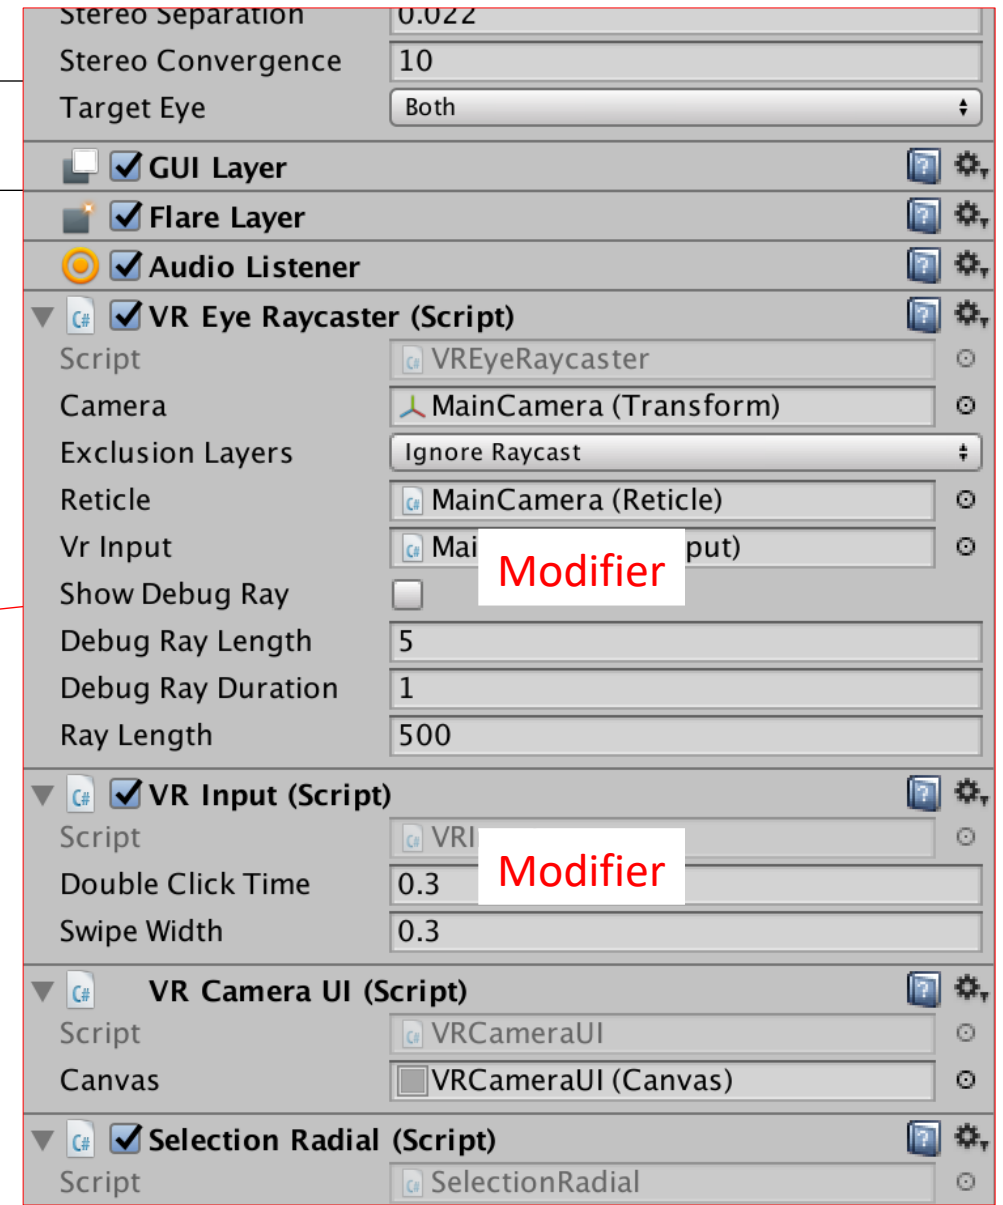 Stereo Separation 0.022
Stereo Convergence 10
Target Eye Both
GUI Layer
Flare Layer
Audio Listener
VR Eye Raycaster (Script)
Script VREyeRaycaster
Camera MainCamera (Transform)
Exclusion Layers Ignore Raycast
Reticle MainCamera (Reticle)
Vr Input Mai put)
Modifier
Show Debug Ray
Debug Ray Length 5
Debug Ray Duration 1
Ray Length 500
VR Input (Script)
Script VRI
Modifier
Double Click Time 0.3
Swipe Width 0.3
VR Camera UI (Script)
Script VRCameraUI
Canvas VRCameraUI (Canvas)
Selection Radial (Script)
Script SelectionRadial